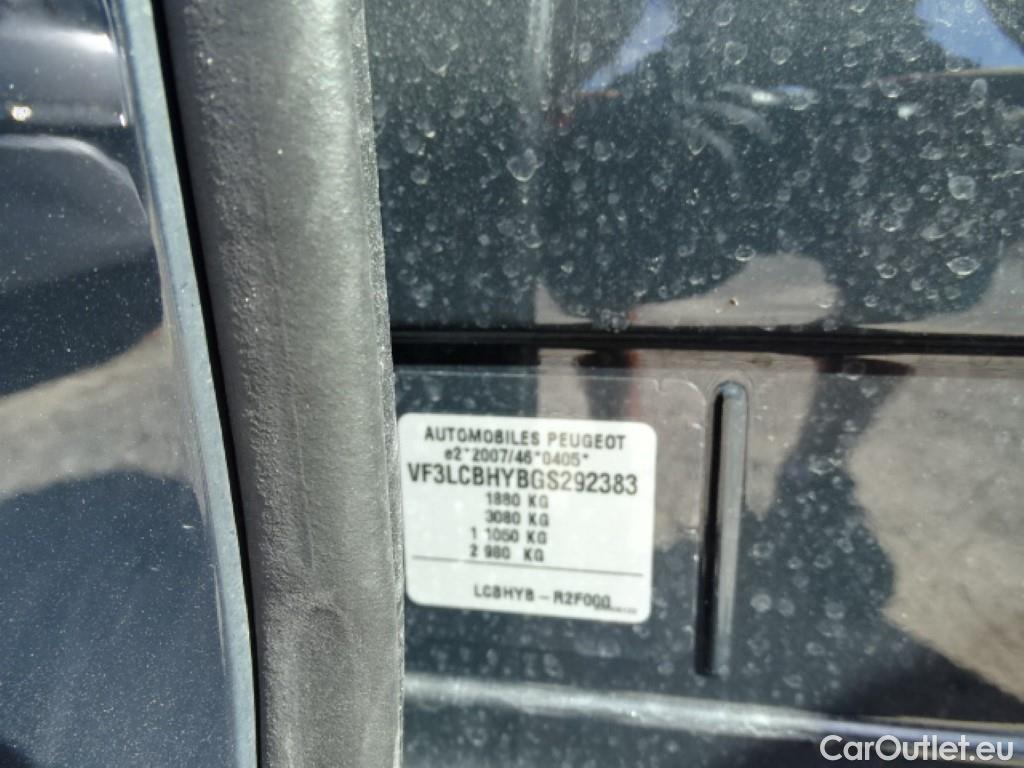 AUTOMOBILES PEUGEOT
e2*2007/46*0405*
VF3LCBHYBGS292383
1880 KG
3080 KG
1 1050 KG
2 980 KG
LCBHYB-R2F000
CarOutlet.eu